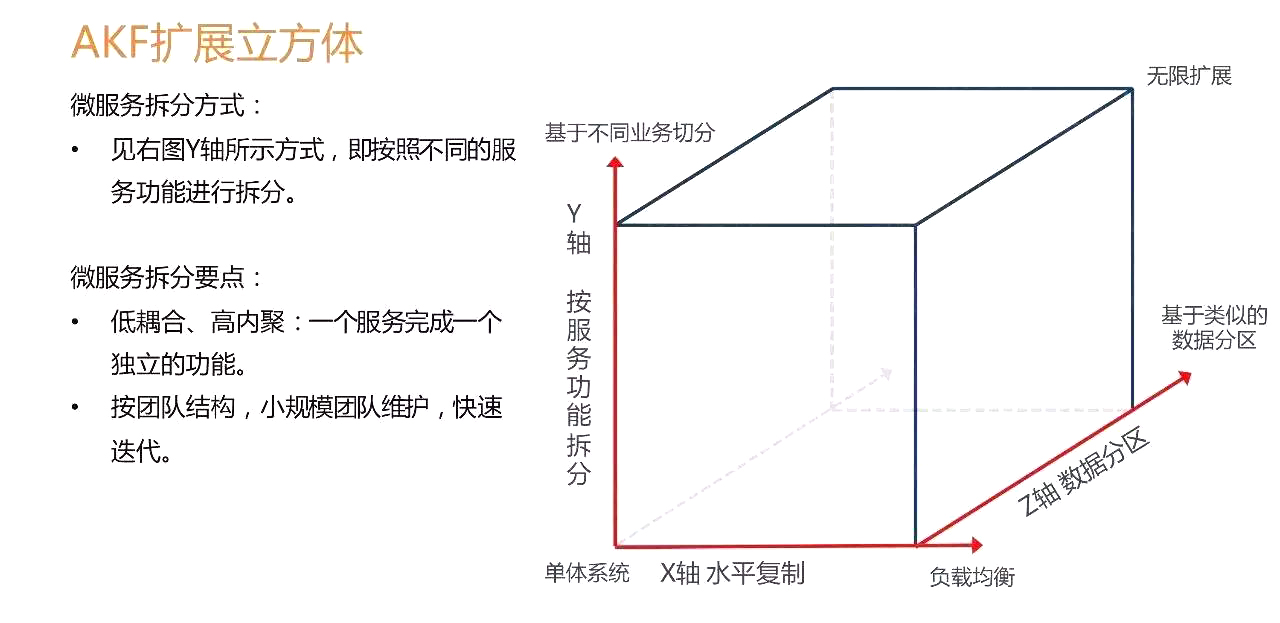 AKF扩展立方体
微服务拆分方式：
• 见右图Y轴所示方式，即按照不同的服
务功能进行拆分。
微服务拆分要点：
• 低耦合、高内聚：一个服务完成一个
独立的功能。
• 按团队结构，小规模团队维护，快速
迭代。
无限扩展
基于不同业务切分
Y轴 按服务功能拆分
基于类似的
数据分区
Z轴 数据分区
单体系统
X轴 水平复制
负载均衡